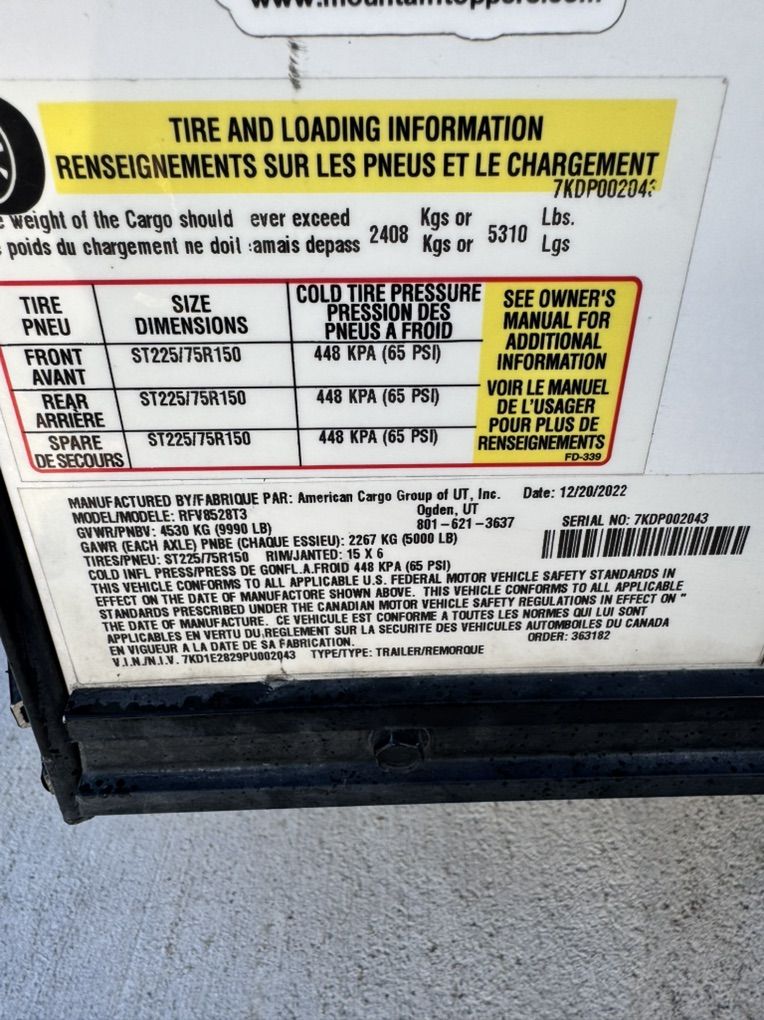 www.mountaintoppers.com
TIRE AND LOADING INFORMATION
RENSEIGNEMENTS SUR LES PNEUS ET LE CHARGEMENT
7KDP002043
weight of the Cargo should ever exceed 2408 Kgs or 5310 Lbs.
poids du chargement ne doit amais depass Kgs or Lgs
TIRE PNEU SIZE DIMENSIONS COLD TIRE PRESSURE PRESSION DES PNEUS A FROID
FRONT AVANT ST225/75R150 448 KPA (65 PSI)
REAR ARRIÈRE ST225/75R150 448 KPA (65 PSI)
SPARE DE SECOURS ST225/75R150 448 KPA (65 PSI)
SEE OWNER'S
MANUAL FOR
ADDITIONAL
INFORMATION
VOIR LE MANUEL
DE L'USAGER
POUR PLUS DE
RENSEIGNEMENTS
FD-339
MANUFACTURED BY/FABRIQUE PAR: American Cargo Group of UT, Inc. Date: 12/20/2022
MODEL/MODELE: RFV8528T3 Ogden, UT
GVWR/PNBV: 4530 KG (9990 LB) 801-621-3637 SERIAL NO: 7KDP002043
GAWR (EACH AXLE) PNBE (CHAQUE ESSIEU): 2267 KG (5000 LB)
TIRES/PNEU: ST225/75R150 RIM/JANTED: 15 X 6
COLD INFL PRESS/PRESS DE GONFL.A.FROID 448 KPA (65 PSI)
THIS VEHICLE CONFORMS TO ALL APPLICABLE U.S. FEDERAL MOTOR VEHICLE SAFETY STANDARDS IN
EFFECT ON THE DATE OF MANUFACTORE SHOWN ABOVE. THIS VEHICLE CONFORMS TO ALL APPLICABLE
STANDARDS PRESCRIBED UNDER THE CANADIAN MOTOR VEHICLE SAFETY REGULATIONS IN EFFECT ON "
THE DATE OF MANUFACTURE. CE VEHICULE EST CONFORME A TOUTES LES NORMES QUI LUI SONT
APPLICABLES EN VERTU DU REGLEMENT SUR LA SECURITE DES VEHICULES AUTOMBOILES DU CANADA
EN VIGUEUR A LA DATE DE SA FABRICATION. ORDER: 363182
V.I.N./N.I.V. 7KD1E2829PU002043 TYPE/TYPE: TRAILER/REMORQUE